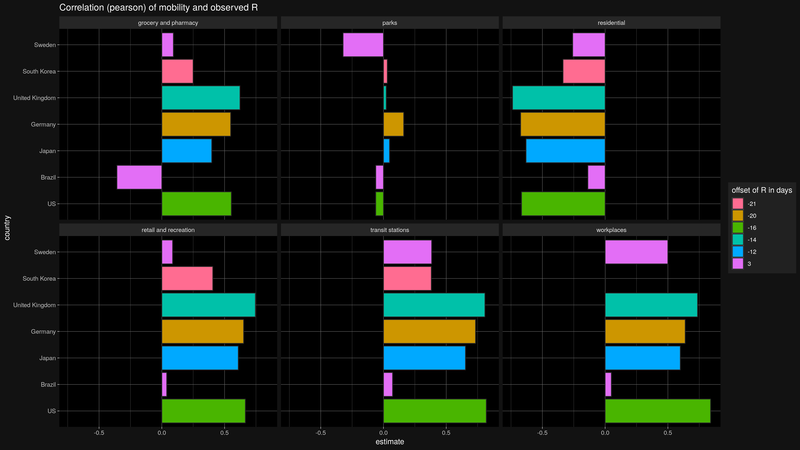 Correlation (pearson) of mobility and observed R
grocery and pharmacy
parks
residential
Sweden
South Korea
United Kingdom
Germany
Japan
Brazil
US
retail and recreation
transit stations
workplaces
Sweden
South Korea
United Kingdom
Germany
Japan
Brazil
US
-0.5 0.0 0.5
-0.5 0.0 0.5
-0.5 0.0 0.5
estimate
country
offset of R in days
-21
-20
-16
-14
-12
3